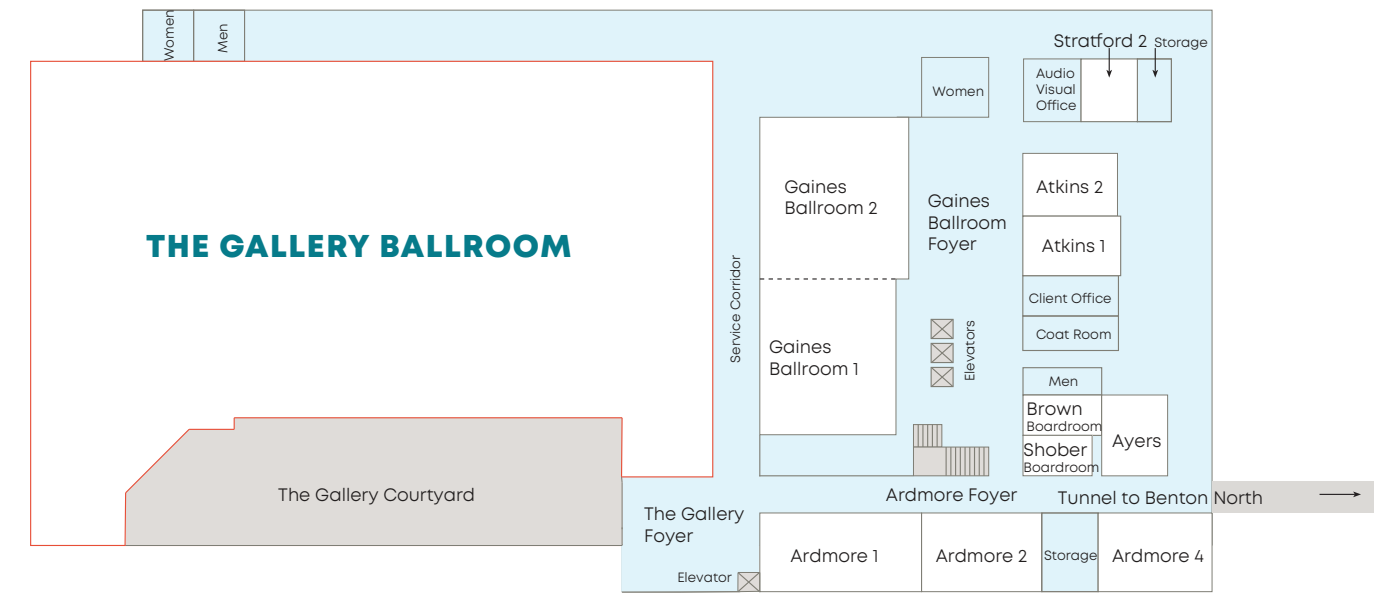 Women
Men
Stratford 2
Storage
Audio
Visual
Office
Women
Gaines
Ballroom 2
Gaines
Ballroom
Foyer
Atkins 2
Atkins 1
THE GALLERY BALLROOM
Service Corridor
Client Office
Coat Room
Elevators
Gaines
Ballroom 1
Men
Brown
Boardroom
Shober
Boardroom
Ayers
The Gallery Courtyard
Ardmore Foyer
Tunnel to Benton North
The Gallery
Foyer
Elevator
Ardmore 1
Ardmore 2
Storage
Ardmore 4